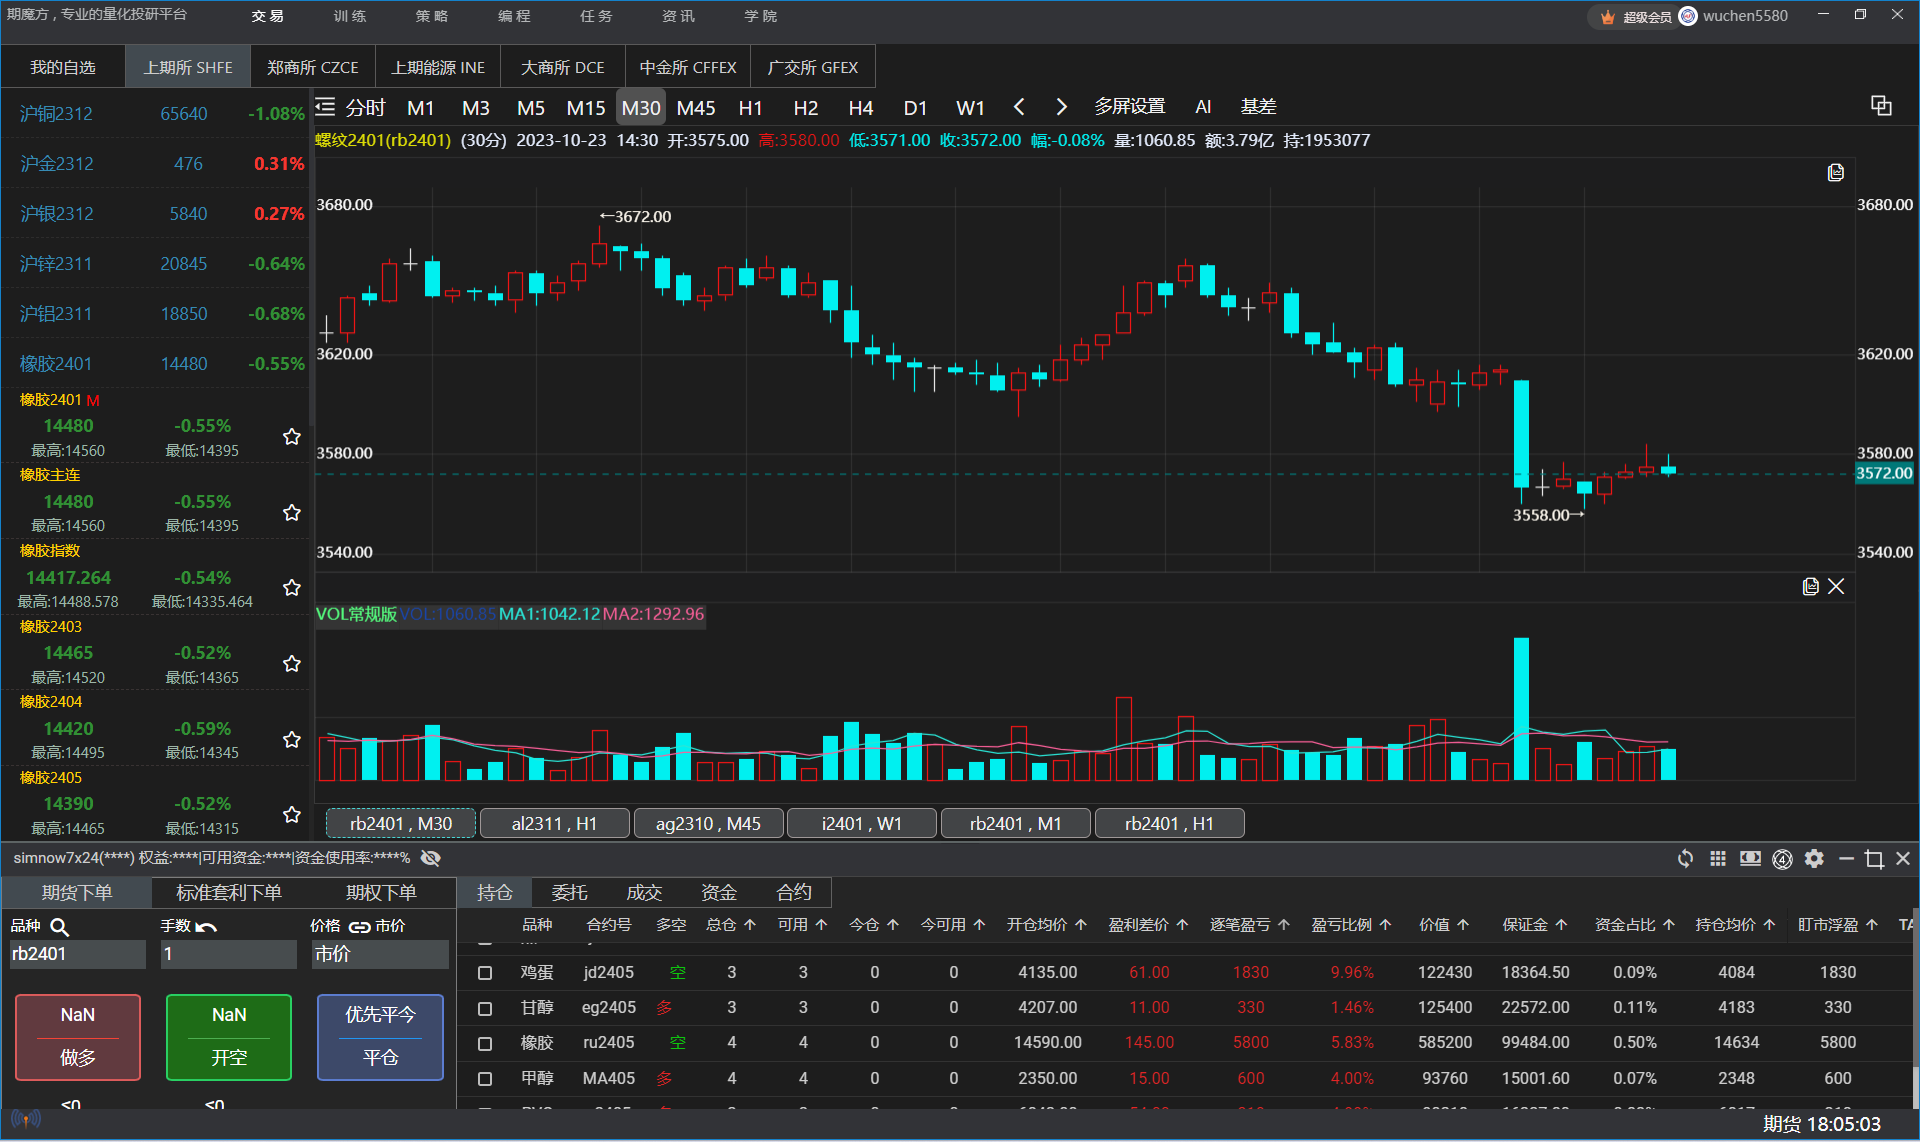 期魔方 , 专业的量化投研平台 交易 训练 策略 编程 任务 资讯 学院 超级会员 wuchen5580
我的自选 上期所 SHFE 郑商所 CZCE 上期能源 INE 大商所 DCE 中金所 CFFEX 广交所 GFEX
沪铜2312 65640 -1.08%
沪金2312 476 0.31%
沪银2312 5840 0.27%
沪锌2311 20845 -0.64%
沪铝2311 18850 -0.68%
橡胶2401 14480 -0.55%
橡胶2401 M
14480 -0.55%
最高:14560 最低:14395
橡胶主连
14480 -0.55%
最高:14560 最低:14395
橡胶指数
14417.264 -0.54%
最高:14488.578 最低:14335.464
橡胶2403
14465 -0.52%
最高:14520 最低:14365
橡胶2404
14420 -0.59%
最高:14495 最低:14345
橡胶2405
14390 -0.52%
最高:14465 最低:14315
分时 M1 M3 M5 M15 M30 M45 H1 H2 H4 D1 W1 多屏设置 AI 基差
螺纹2401(rb2401) (30分) 2023-10-23 14:30 开:3575.00 高:3580.00 低:3571.00 收:3572.00 幅:-0.08% 量:1060.85 额:3.79亿 持:1953077
3680.00 3680.00
←3672.00
3620.00 3620.00
3580.00 3580.00
3572.00
3558.00→
3540.00 3540.00
VOL常规版 VOL:1060.85 MA1:1042.12 MA2:1292.96
rb2401 , M30 al2311 , H1 ag2310 , M45 i2401 , W1 rb2401 , M1 rb2401 , H1
simnow7x24(****) 权益:****|可用资金:****|资金使用率:****% 4
期货下单 标准套利下单 期权下单
品种 手数 价格 市价
rb2401 1 市价
NaN NaN 优先平今
做多 开空 平仓
≤0 ≤0
持仓 委托 成交 资金 合约
品种 合约号 多空 总仓 ↑ 可用 ↑ 今仓 ↑ 今可用 ↑ 开仓均价 ↑ 盈利差价 ↑ 逐笔盈亏 ↑ 盈亏比例 ↑ 价值 ↑ 保证金 ↑ 资金占比 ↑ 持仓均价 ↑ 盯市浮盈 ↑ TA
鸡蛋 jd2405 空 3 3 0 0 4135.00 61.00 1830 9.96% 122430 18364.50 0.09% 4084 1830
甘醇 eg2405 多 3 3 0 0 4207.00 11.00 330 1.46% 125400 22572.00 0.11% 4183 330
橡胶 ru2405 空 4 4 0 0 14590.00 145.00 5800 5.83% 585200 99484.00 0.50% 14634 5800
甲醇 MA405 多 4 4 0 0 2350.00 15.00 600 4.00% 93760 15001.60 0.07% 2348 600
期货 18:05:03